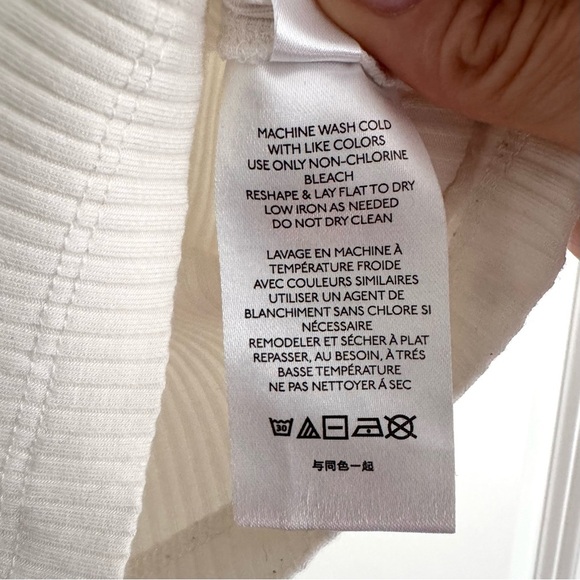 MACHINE WASH COLD
WITH LIKE COLORS
USE ONLY NON-CHLORINE
BLEACH
RESHAPE & LAY FLAT TO DRY
LOW IRON AS NEEDED
DO NOT DRY CLEAN
LAVAGE EN MACHINE À
TEMPÉRATURE FROIDE
AVEC COULEURS SIMILAIRES
UTILISER UN AGENT DE
BLANCHIMENT SANS CHLORE SI
NÉCESSAIRE
REMODELER ET SÉCHER À PLAT
REPASSER, AU BESOIN, À TRÉS
BASSE TEMPÉRATURE
NE PAS NETTOYER Á SEC
30
与同色一起